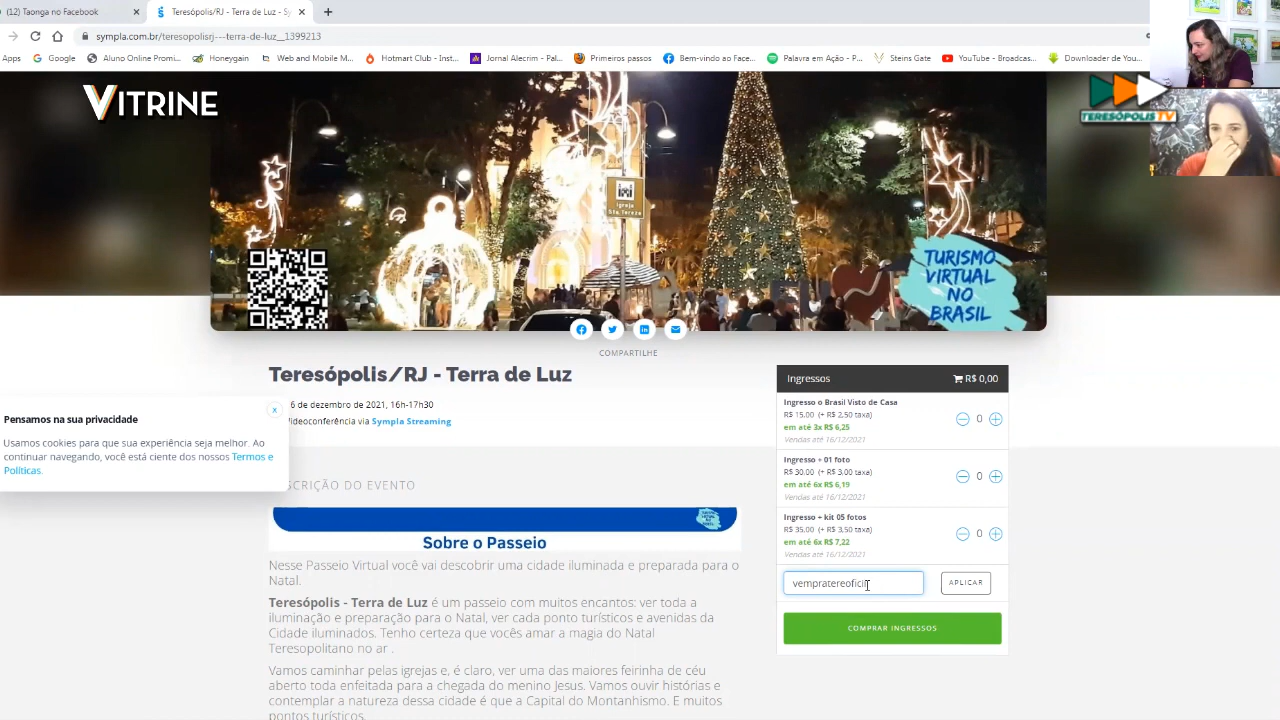 (12) Taonga no Facebook
Teresópolis/RJ - Terra de Luz - Sy
sympla.com.br/teresopolisrj---terra-de-luz__1399213
Apps
Google
Aluno Online Promi...
Honeygain
Web and Mobile M...
Hotmart Club - Inst...
Jornal Alecrim - Pal...
Primeiros passos
Bem-vindo ao Face...
Palavra em Ação - P...
Steins Gate
YouTube - Broadcas...
Downloader de You...
VITRINE
TERESÓPOLIS TV
Igreja
Sta Tereza
TURISMO
VIRTUAL
NO
BRASIL
COMPARTILHE
Teresópolis/RJ - Terra de Luz
6 de dezembro de 2021, 16h-17h30
ideoconferência via Sympla Streaming
Pensamos na sua privacidade
x
Usamos cookies para que sua experiência seja melhor. Ao
continuar navegando, você está ciente dos nossos Termos e
Políticas.
SCRIÇÃO DO EVENTO
Sobre o Passeio
Nesse Passeio Virtual você vai descobrir uma cidade iluminada e preparada para o
Natal.
Teresópolis - Terra de Luz é um passeio com muitos encantos: ver toda a
iluminação e preparação para o Natal, ver cada ponto turísticos e avenidas da
Cidade iluminados. Tenho certeza que vocês amar a magia do Natal
Teresopolitano no ar .
Vamos caminhar pelas igrejas e, é claro, ver uma das maiores feirinha de céu
aberto toda enfeitada para a chegada do menino Jesus. Vamos ouvir histórias e
contemplar a natureza dessa cidade é que a Capital do Montanhismo. E muitos
pontos turísticos.
Ingressos
R$ 0,00
Ingresso o Brasil Visto de Casa
R$ 15,00 (+ R$ 2,50 taxa)
0
em até 3x R$ 6,25
Vendas até 16/12/2021
Ingresso + 01 foto
R$ 30,00 (+ R$ 3,00 taxa)
0
em até 6x R$ 6,19
Vendas até 16/12/2021
Ingresso + kit 05 fotos
R$ 35,00 (+ R$ 3,50 taxa)
0
em até 6x R$ 7,22
Vendas até 16/12/2021
APLICAR
COMPRAR INGRESSOS